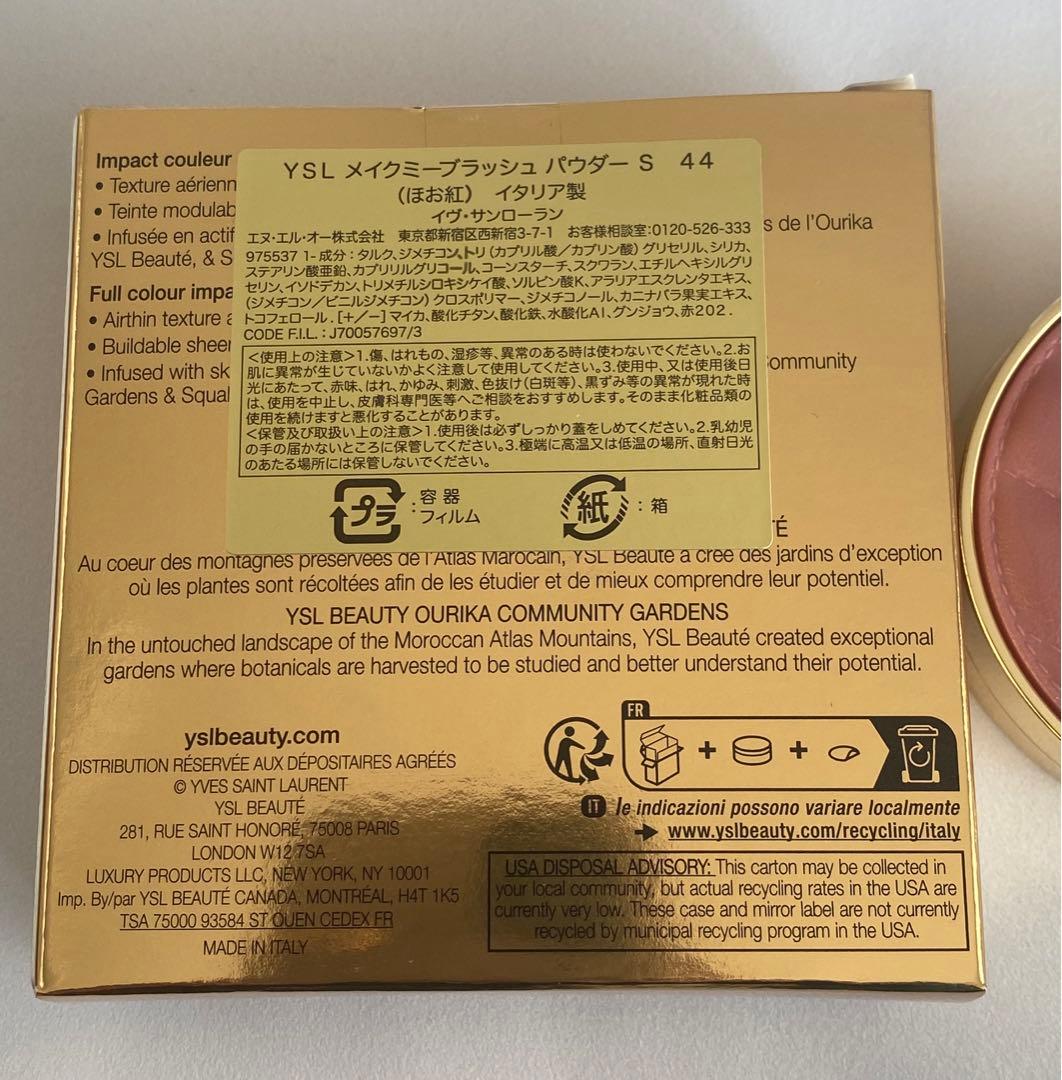 Impact couleur
• Texture aérienn
• Teinte modulab
• Infusée en actif
s de l'Ourika
YSL Beauté, & S
Full colour impa
• Airthin texture a
• Buildable sheer
• Infused with sk
ommunity
Gardens & Squal
YSL メイクミーブラッシュ パウダー S 44
(ほお紅) イタリア製
イヴ・サンローラン
エヌ・エル・オー株式会社 東京都新宿区西新宿3-7-1 お客様相談室:0120-526-333
975537 1-成分:タルク、ジメチコン、トリ(カプリル酸/カプリン酸)グリセリル、シリカ、
ステアリン酸亜鉛、カプリリルグリコール、コーンスターチ、スクワラン、エチルヘキシルグリ
セリン、イソドデカン、トリメチルシロキシケイ酸、ソルビン酸K、アラリアエスクレンタエキス、
(ジメチコン/ビニルジメチコン)クロスポリマー、ジメチコノール、カニナバラ果実エキス、
トコフェロール.[+/−]マイカ、酸化チタン、酸化鉄、水酸化Al、グンジョウ、赤202.
CODE F.I.L.:J70057697/3
<使用上の注意>1.傷、はれもの、湿疹等、異常のある時は使わないでください。2.お
肌に異常が生じていないかよく注意して使用してください。3.使用中、又は使用後日
光にあたって、赤味、はれ、かゆみ、刺激、色抜け(白斑等)、黒ずみ等の異常が現れた時
は、使用を中止し、皮膚科専門医等へご相談をおすすめします。そのまま化粧品類の
使用を続けますと悪化することがあります。
<保管及び取扱い上の注意>1.使用後は必ずしっかり蓋をしめてください。2.乳幼児
の手の届かないところに保管してください。3.極端に高温又は低温の場所、直射日光
のあたる場所には保管しないでください。
プラ:容器
フィルム
紙:箱
TÉ
Au coeur des montagnes préservées de l'Atlas Marocain, YSL Beauté a créé des jardins d'exception
où les plantes sont récoltées afin de les étudier et de mieux comprendre leur potentiel.
YSL BEAUTY OURIKA COMMUNITY GARDENS
In the untouched landscape of the Moroccan Atlas Mountains, YSL Beauté created exceptional
gardens where botanicals are harvested to be studied and better understand their potential.
yslbeauty.com
DISTRIBUTION RÉSERVÉE AUX DÉPOSITAIRES AGRÉÉS
© YVES SAINT LAURENT
YSL BEAUTÉ
281, RUE SAINT HONORÉ, 75008 PARIS
LONDON W12 7SA
LUXURY PRODUCTS LLC, NEW YORK, NY 10001
Imp. By/par YSL BEAUTÉ CANADA, MONTRÉAL, H4T 1K5
TSA 75000 93584 ST OUEN CEDEX FR
MADE IN ITALY
FR
+ +
IT le indicazioni possono variare localmente
www.yslbeauty.com/recycling/italy
USA DISPOSAL ADVISORY: This carton may be collected in
your local community, but actual recycling rates in the USA are
currently very low. These case and mirror label are not currently
recycled by municipal recycling program in the USA.